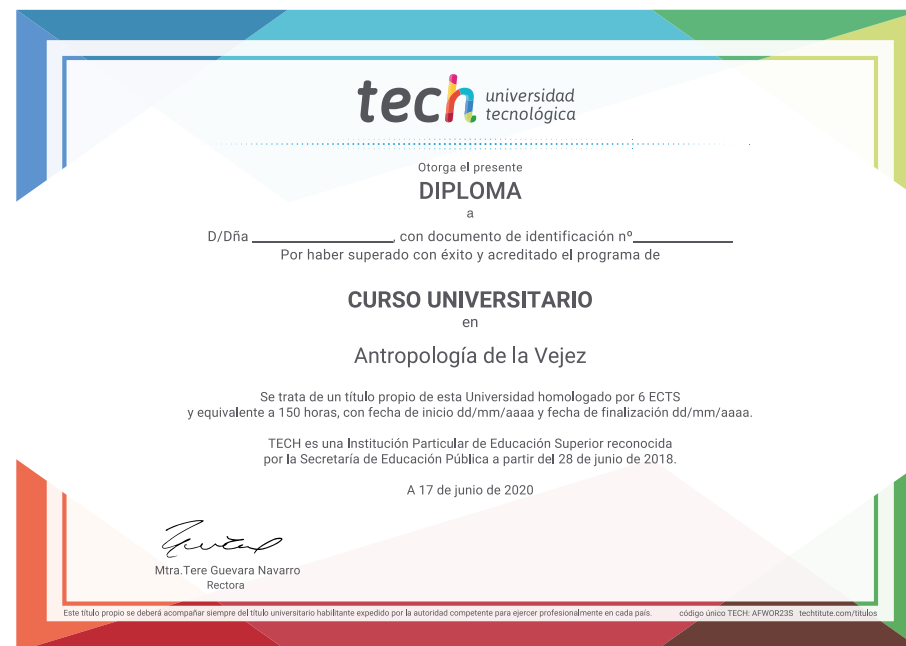 tech universidad
tecnológica
Otorga el presente
DIPLOMA
a
D/Dña ______________, con documento de identificación nº__________
Por haber superado con éxito y acreditado el programa de
CURSO UNIVERSITARIO
en
Antropología de la Vejez
Se trata de un título propio de esta Universidad homologado por 6 ECTS
y equivalente a 150 horas, con fecha de inicio dd/mm/aaaa y fecha de finalización dd/mm/aaaa.
TECH es una Institución Particular de Educación Superior reconocida
por la Secretaría de Educación Pública a partir del 28 de junio de 2018.
A 17 de junio de 2020
Mtra.Tere Guevara Navarro
Rectora
Este título propio se deberá acompañar siempre del título universitario habilitante expedido por la autoridad competente para ejercer profesionalmente en cada país. código único TECH: AFWOR23S techtitute.com/títulos